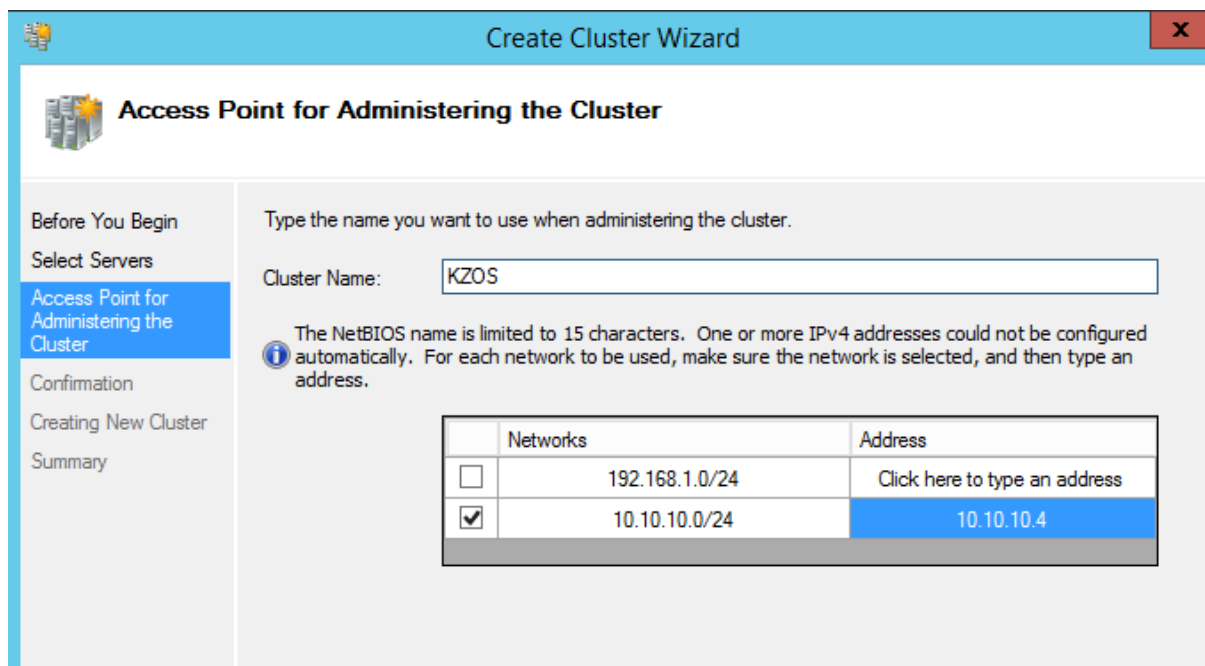 Create Cluster Wizard
x
Access Point for Administering the Cluster
Before You Begin
Select Servers
Access Point for
Administering the
Cluster
Confirmation
Creating New Cluster
Summary
Type the name you want to use when administering the cluster.
Cluster Name: KZOS
The NetBIOS name is limited to 15 characters. One or more IPv4 addresses could not be configured
automatically. For each network to be used, make sure the network is selected, and then type an
address.
Networks Address
192.168.1.0/24 Click here to type an address
10.10.10.0/24 10.10.10.4